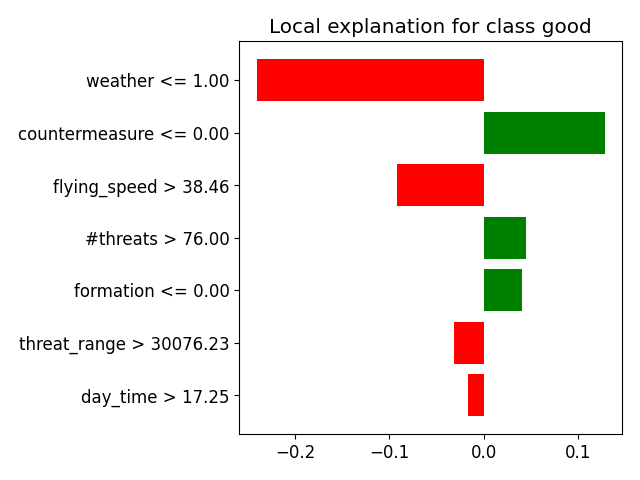 Local explanation for class good
weather <= 1.00
countermeasure <= 0.00
flying_speed > 38.46
#threats > 76.00
formation <= 0.00
threat_range > 30076.23
day_time > 17.25
−0.2 −0.1 0.0 0.1